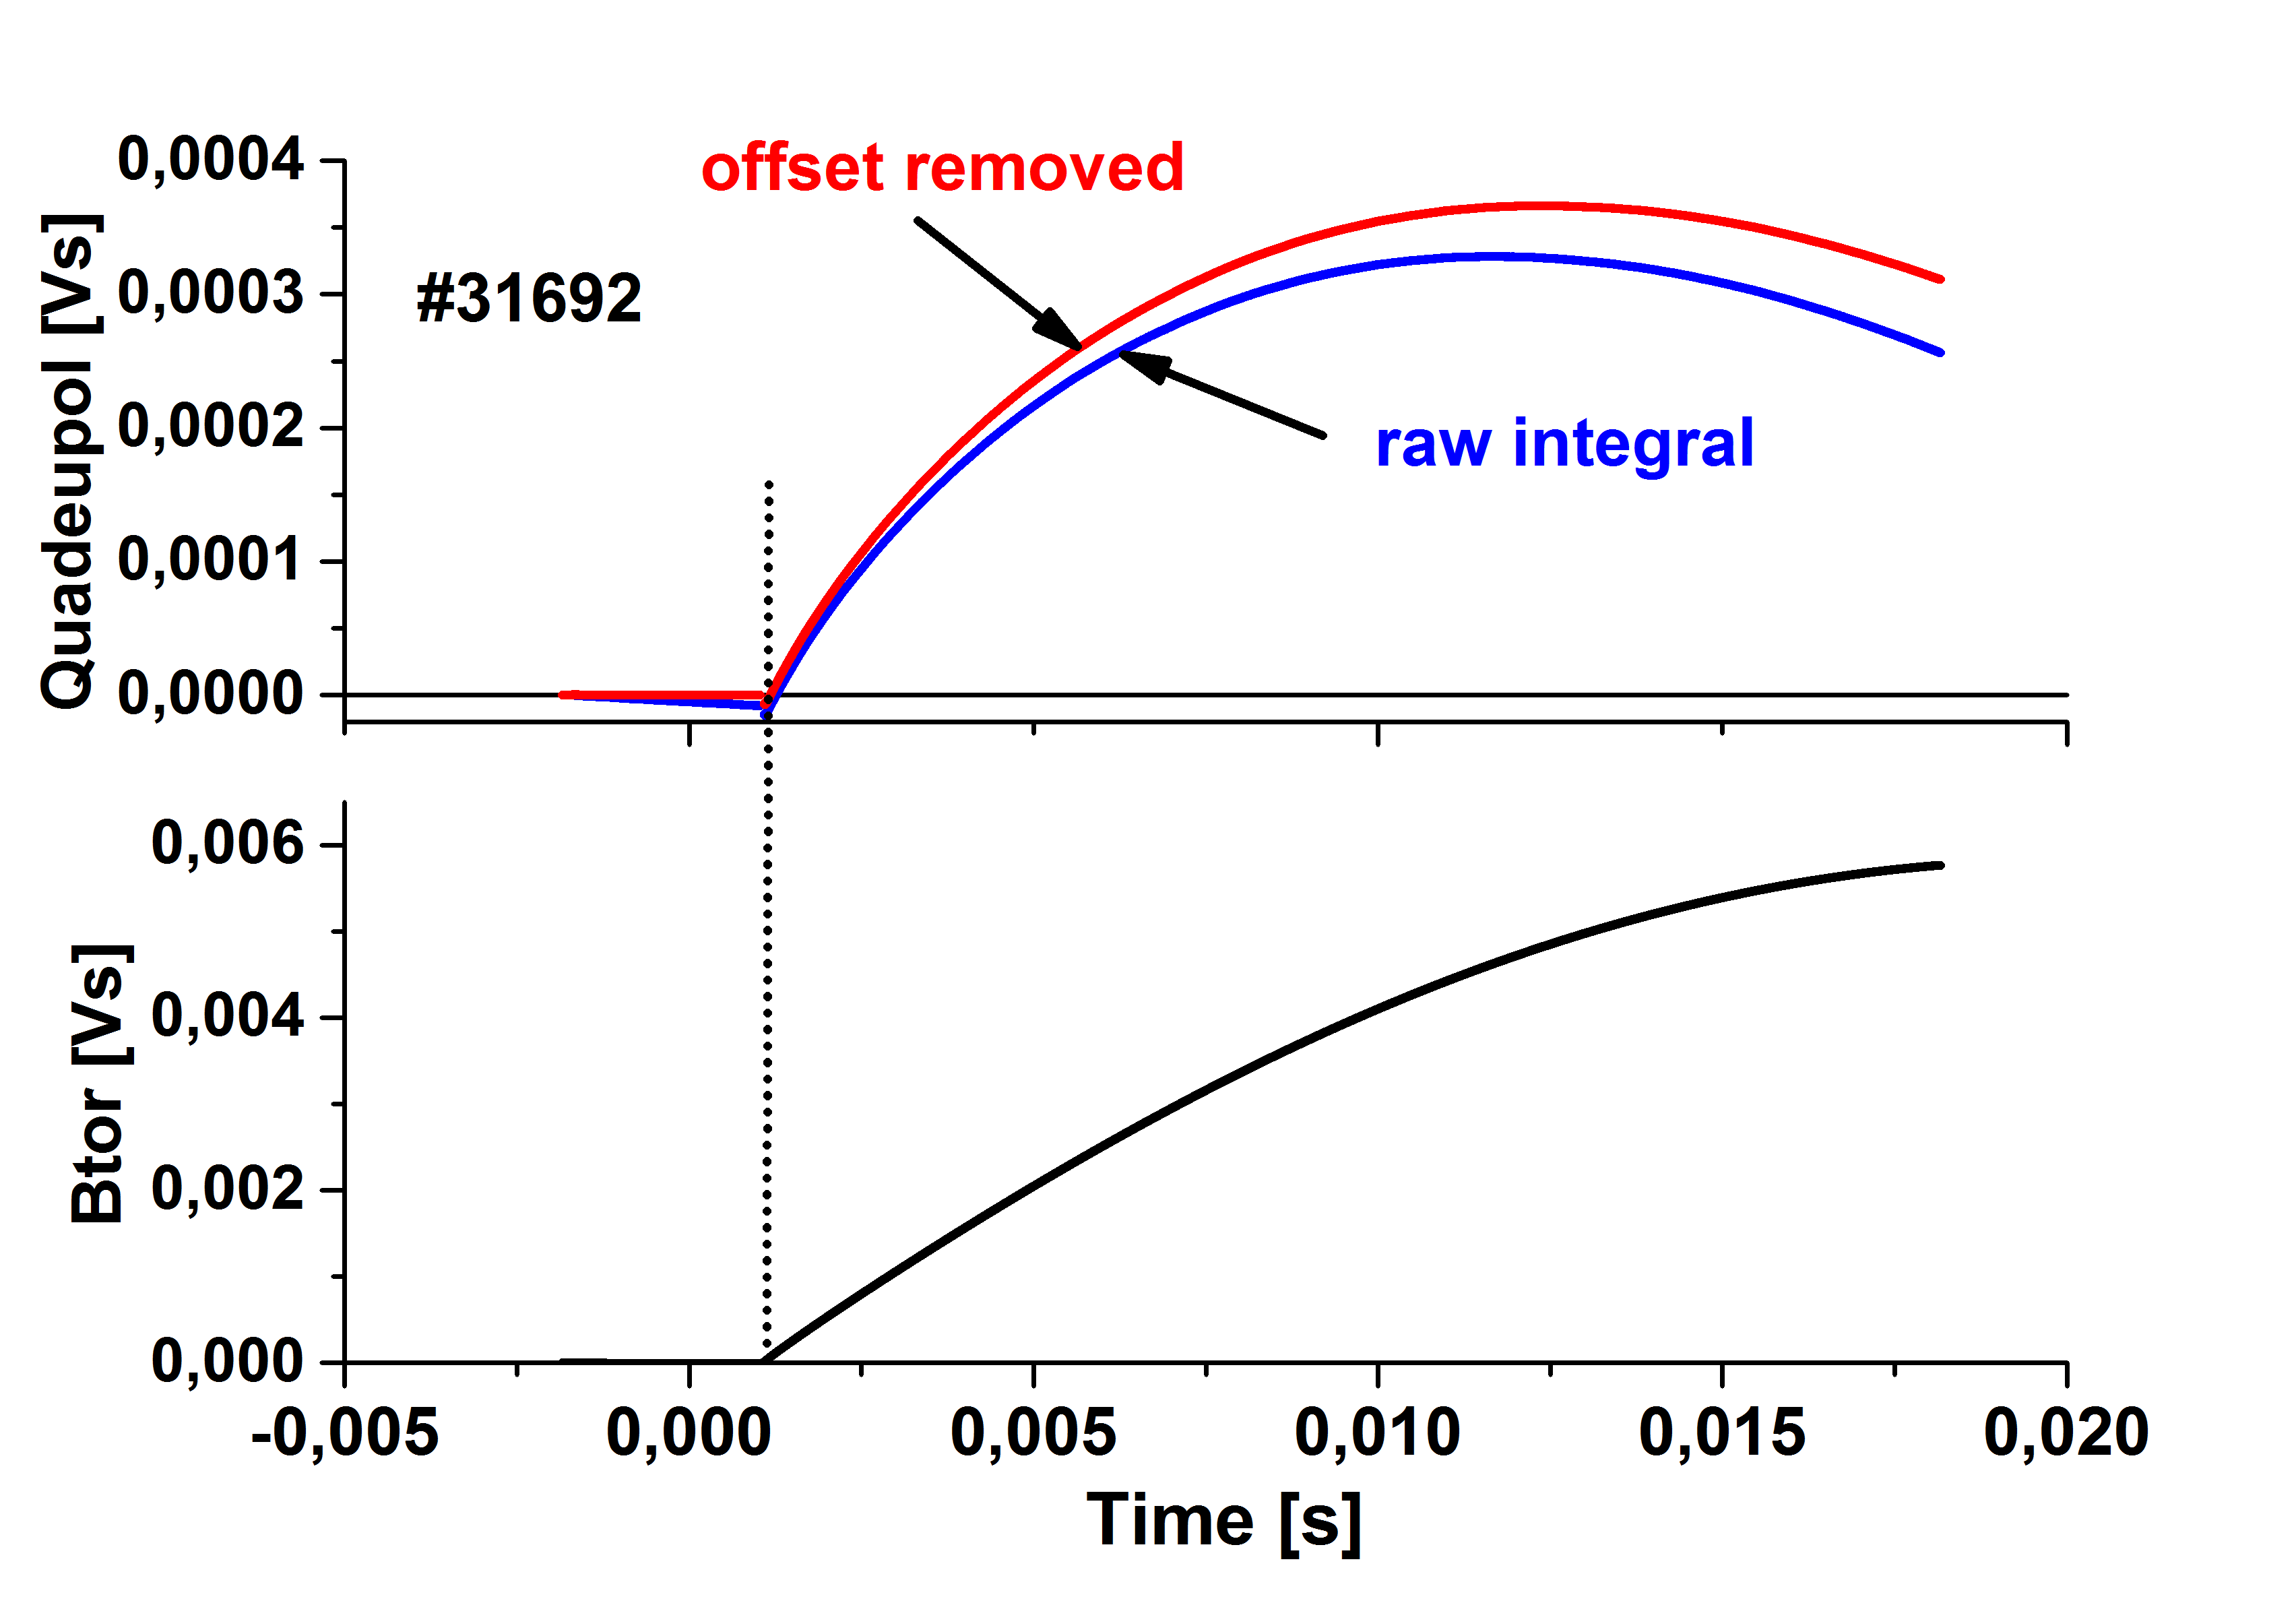 offset removed
#31692
raw integral
Quadeupol [Vs]
0,0004
0,0003
0,0002
0,0001
0,0000
Btor [Vs]
0,006
0,004
0,002
0,000
-0,005 0,000 0,005 0,010 0,015 0,020
Time [s]